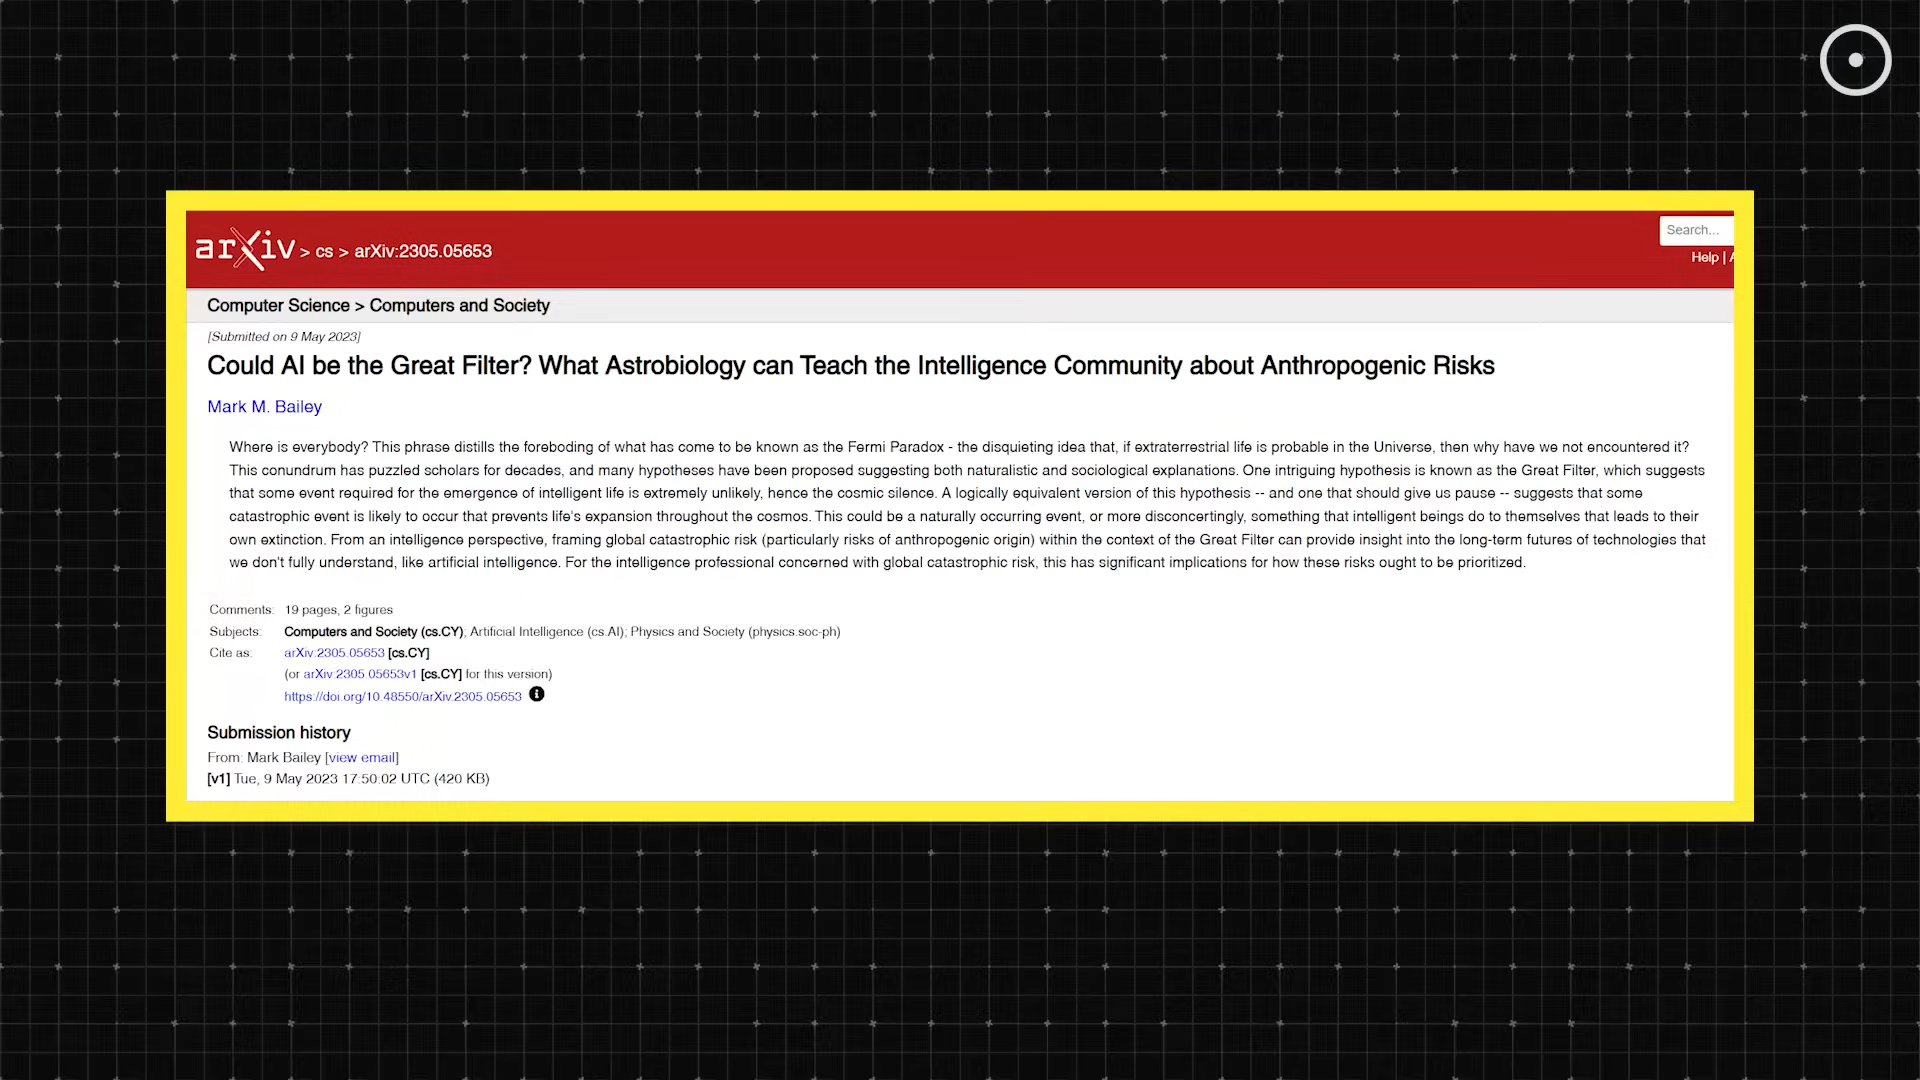 arXiv > cs > arXiv:2305.05653
Search...
Help |
Computer Science > Computers and Society
[Submitted on 9 May 2023]
Could AI be the Great Filter? What Astrobiology can Teach the Intelligence Community about Anthropogenic Risks
Mark M. Bailey
Where is everybody? This phrase distills the foreboding of what has come to be known as the Fermi Paradox - the disquieting idea that, if extraterrestrial life is probable in the Universe, then why have we not encountered it?
This conundrum has puzzled scholars for decades, and many hypotheses have been proposed suggesting both naturalistic and sociological explanations. One intriguing hypothesis is known as the Great Filter, which suggests
that some event required for the emergence of intelligent life is extremely unlikely, hence the cosmic silence. A logically equivalent version of this hypothesis -- and one that should give us pause -- suggests that some
catastrophic event is likely to occur that prevents life's expansion throughout the cosmos. This could be a naturally occurring event, or more disconcertingly, something that intelligent beings do to themselves that leads to their
own extinction. From an intelligence perspective, framing global catastrophic risk (particularly risks of anthropogenic origin) within the context of the Great Filter can provide insight into the long-term futures of technologies that
we don't fully understand, like artificial intelligence. For the intelligence professional concerned with global catastrophic risk, this has significant implications for how these risks ought to be prioritized.
Comments: 19 pages, 2 figures
Subjects: Computers and Society (cs.CY); Artificial Intelligence (cs.AI); Physics and Society (physics.soc-ph)
Cite as: arXiv:2305.05653 [cs.CY]
(or arXiv:2305.05653v1 [cs.CY] for this version)
https://doi.org/10.48550/arXiv.2305.05653
Submission history
From: Mark Bailey [view email]
[v1] Tue, 9 May 2023 17:50:02 UTC (420 KB)